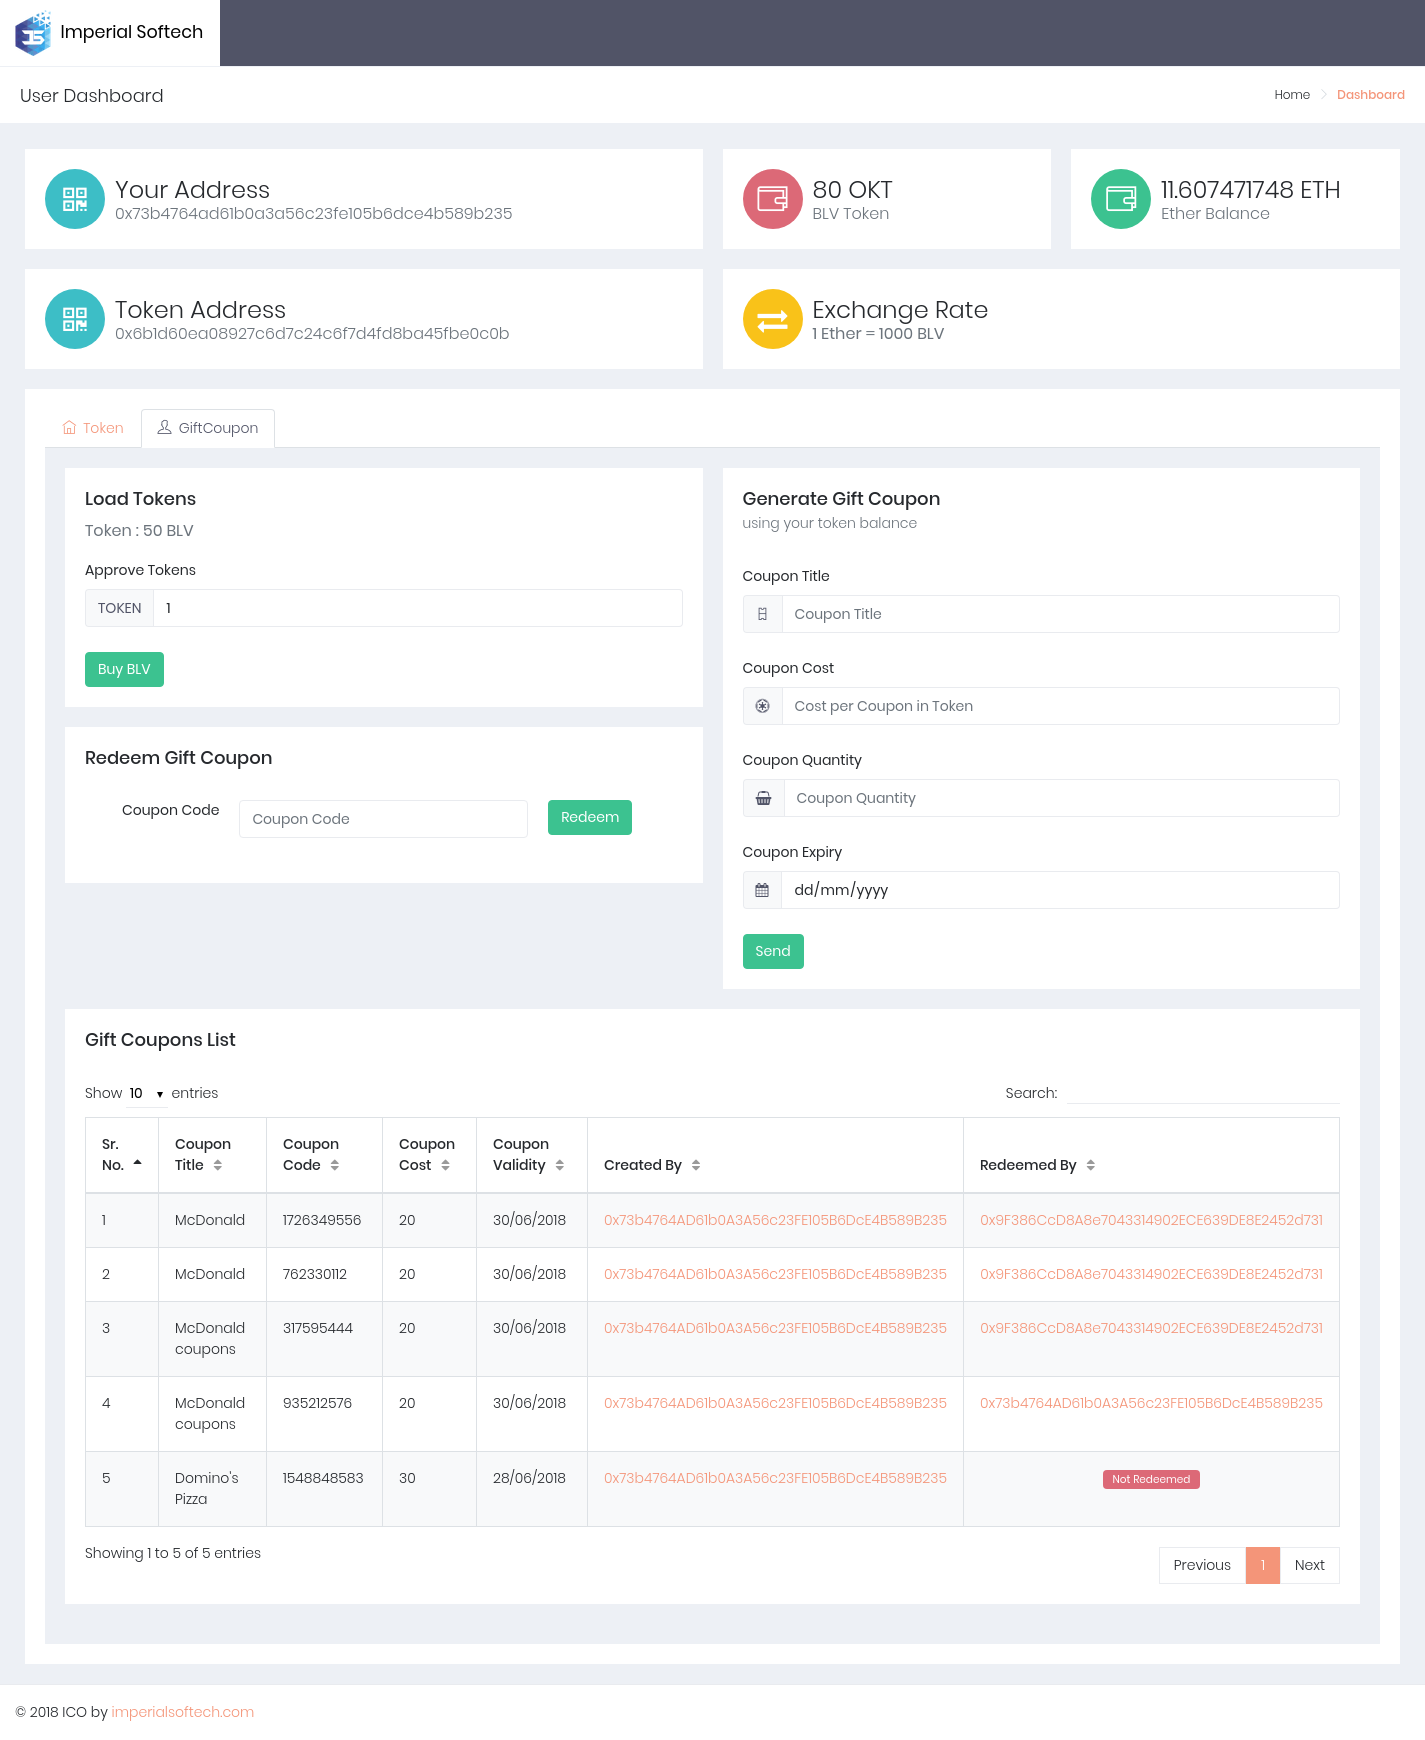 Imperial Softech
User Dashboard
Home
Dashboard
Your Address
0x73b4764ad61b0a3a56c23fe105b6dce4b589b235
80 OKT
BLV Token
11.607471748 ETH
Ether Balance
Token Address
0x6b1d60ea08927c6d7c24c6f7d4fd8ba45fbe0c0b
Exchange Rate
1 Ether = 1000 BLV
Token
GiftCoupon
Load Tokens
Token : 50 BLV
Approve Tokens
TOKEN 1
Buy BLV
Redeem Gift Coupon
Coupon Code Coupon Code Redeem
Generate Gift Coupon
using your token balance
Coupon Title
Coupon Title
Coupon Cost
Cost per Coupon in Token
Coupon Quantity
Coupon Quantity
Coupon Expiry
dd/mm/yyyy
Send
Gift Coupons List
Show 10 entries Search:
Sr. No. Coupon Title Coupon Code Coupon Cost Coupon Validity Created By Redeemed By
1 McDonald 1726349556 20 30/06/2018 0x73b4764AD61b0A3A56c23FE105B6DcE4B589B235 0x9F386CcD8A8e7043314902ECE639DE8E2452d731
2 McDonald 762330112 20 30/06/2018 0x73b4764AD61b0A3A56c23FE105B6DcE4B589B235 0x9F386CcD8A8e7043314902ECE639DE8E2452d731
3 McDonald coupons 317595444 20 30/06/2018 0x73b4764AD61b0A3A56c23FE105B6DcE4B589B235 0x9F386CcD8A8e7043314902ECE639DE8E2452d731
4 McDonald coupons 935212576 20 30/06/2018 0x73b4764AD61b0A3A56c23FE105B6DcE4B589B235 0x73b4764AD61b0A3A56c23FE105B6DcE4B589B235
5 Domino's Pizza 1548848583 30 28/06/2018 0x73b4764AD61b0A3A56c23FE105B6DcE4B589B235 Not Redeemed
Showing 1 to 5 of 5 entries
Previous 1 Next
© 2018 ICO by imperialsoftech.com